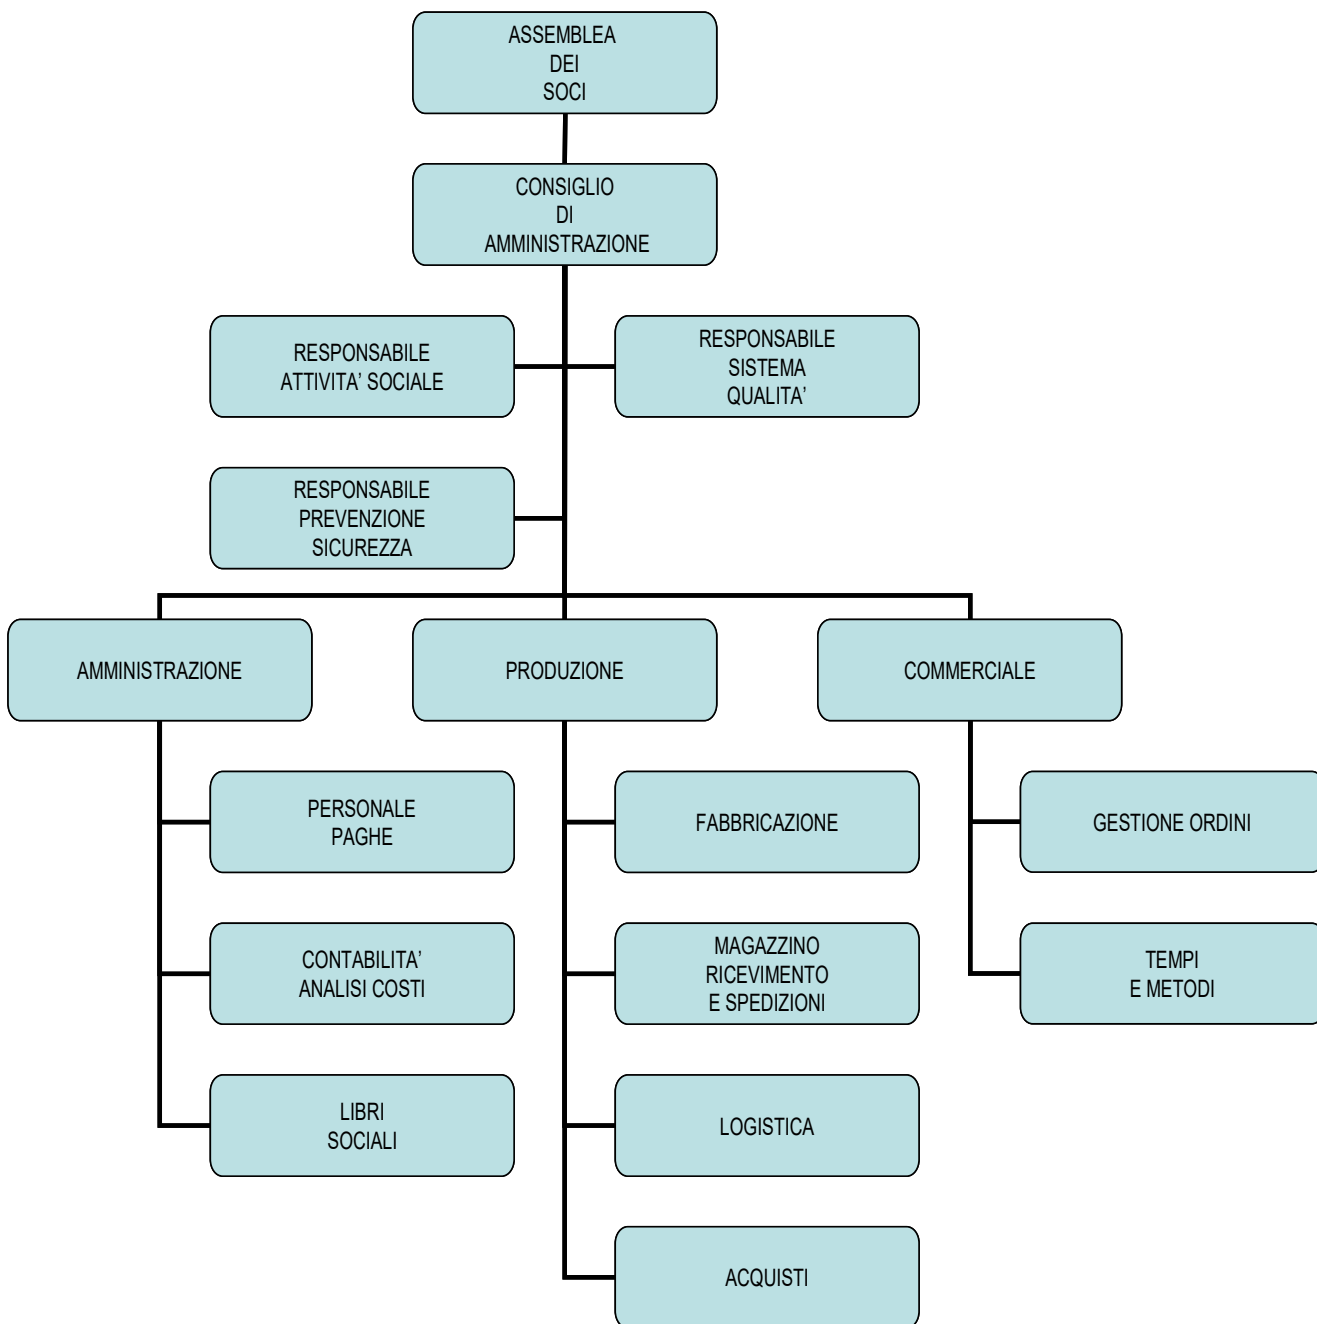 ASSEMBLEA
DEI
SOCI
CONSIGLIO
DI
AMMINISTRAZIONE
RESPONSABILE
ATTIVITA’ SOCIALE
RESPONSABILE
SISTEMA
QUALITA’
RESPONSABILE
PREVENZIONE
SICUREZZA
AMMINISTRAZIONE
PRODUZIONE
COMMERCIALE
PERSONALE
PAGHE
FABBRICAZIONE
GESTIONE ORDINI
CONTABILITA’
ANALISI COSTI
MAGAZZINO
RICEVIMENTO
E SPEDIZIONI
TEMPI
E METODI
LIBRI
SOCIALI
LOGISTICA
ACQUISTI